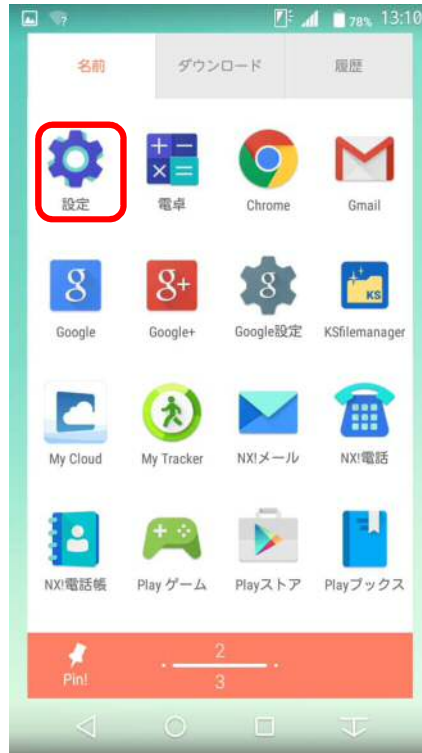 78% 13:10
名前 ダウンロード 履歴
設定 電卓 Chrome Gmail
Google Google+ Google設定 KSfilemanager
My Cloud My Tracker NX!メール NX!電話
NX!電話帳 Play ゲーム Playストア Playブックス
Pin!
2
3